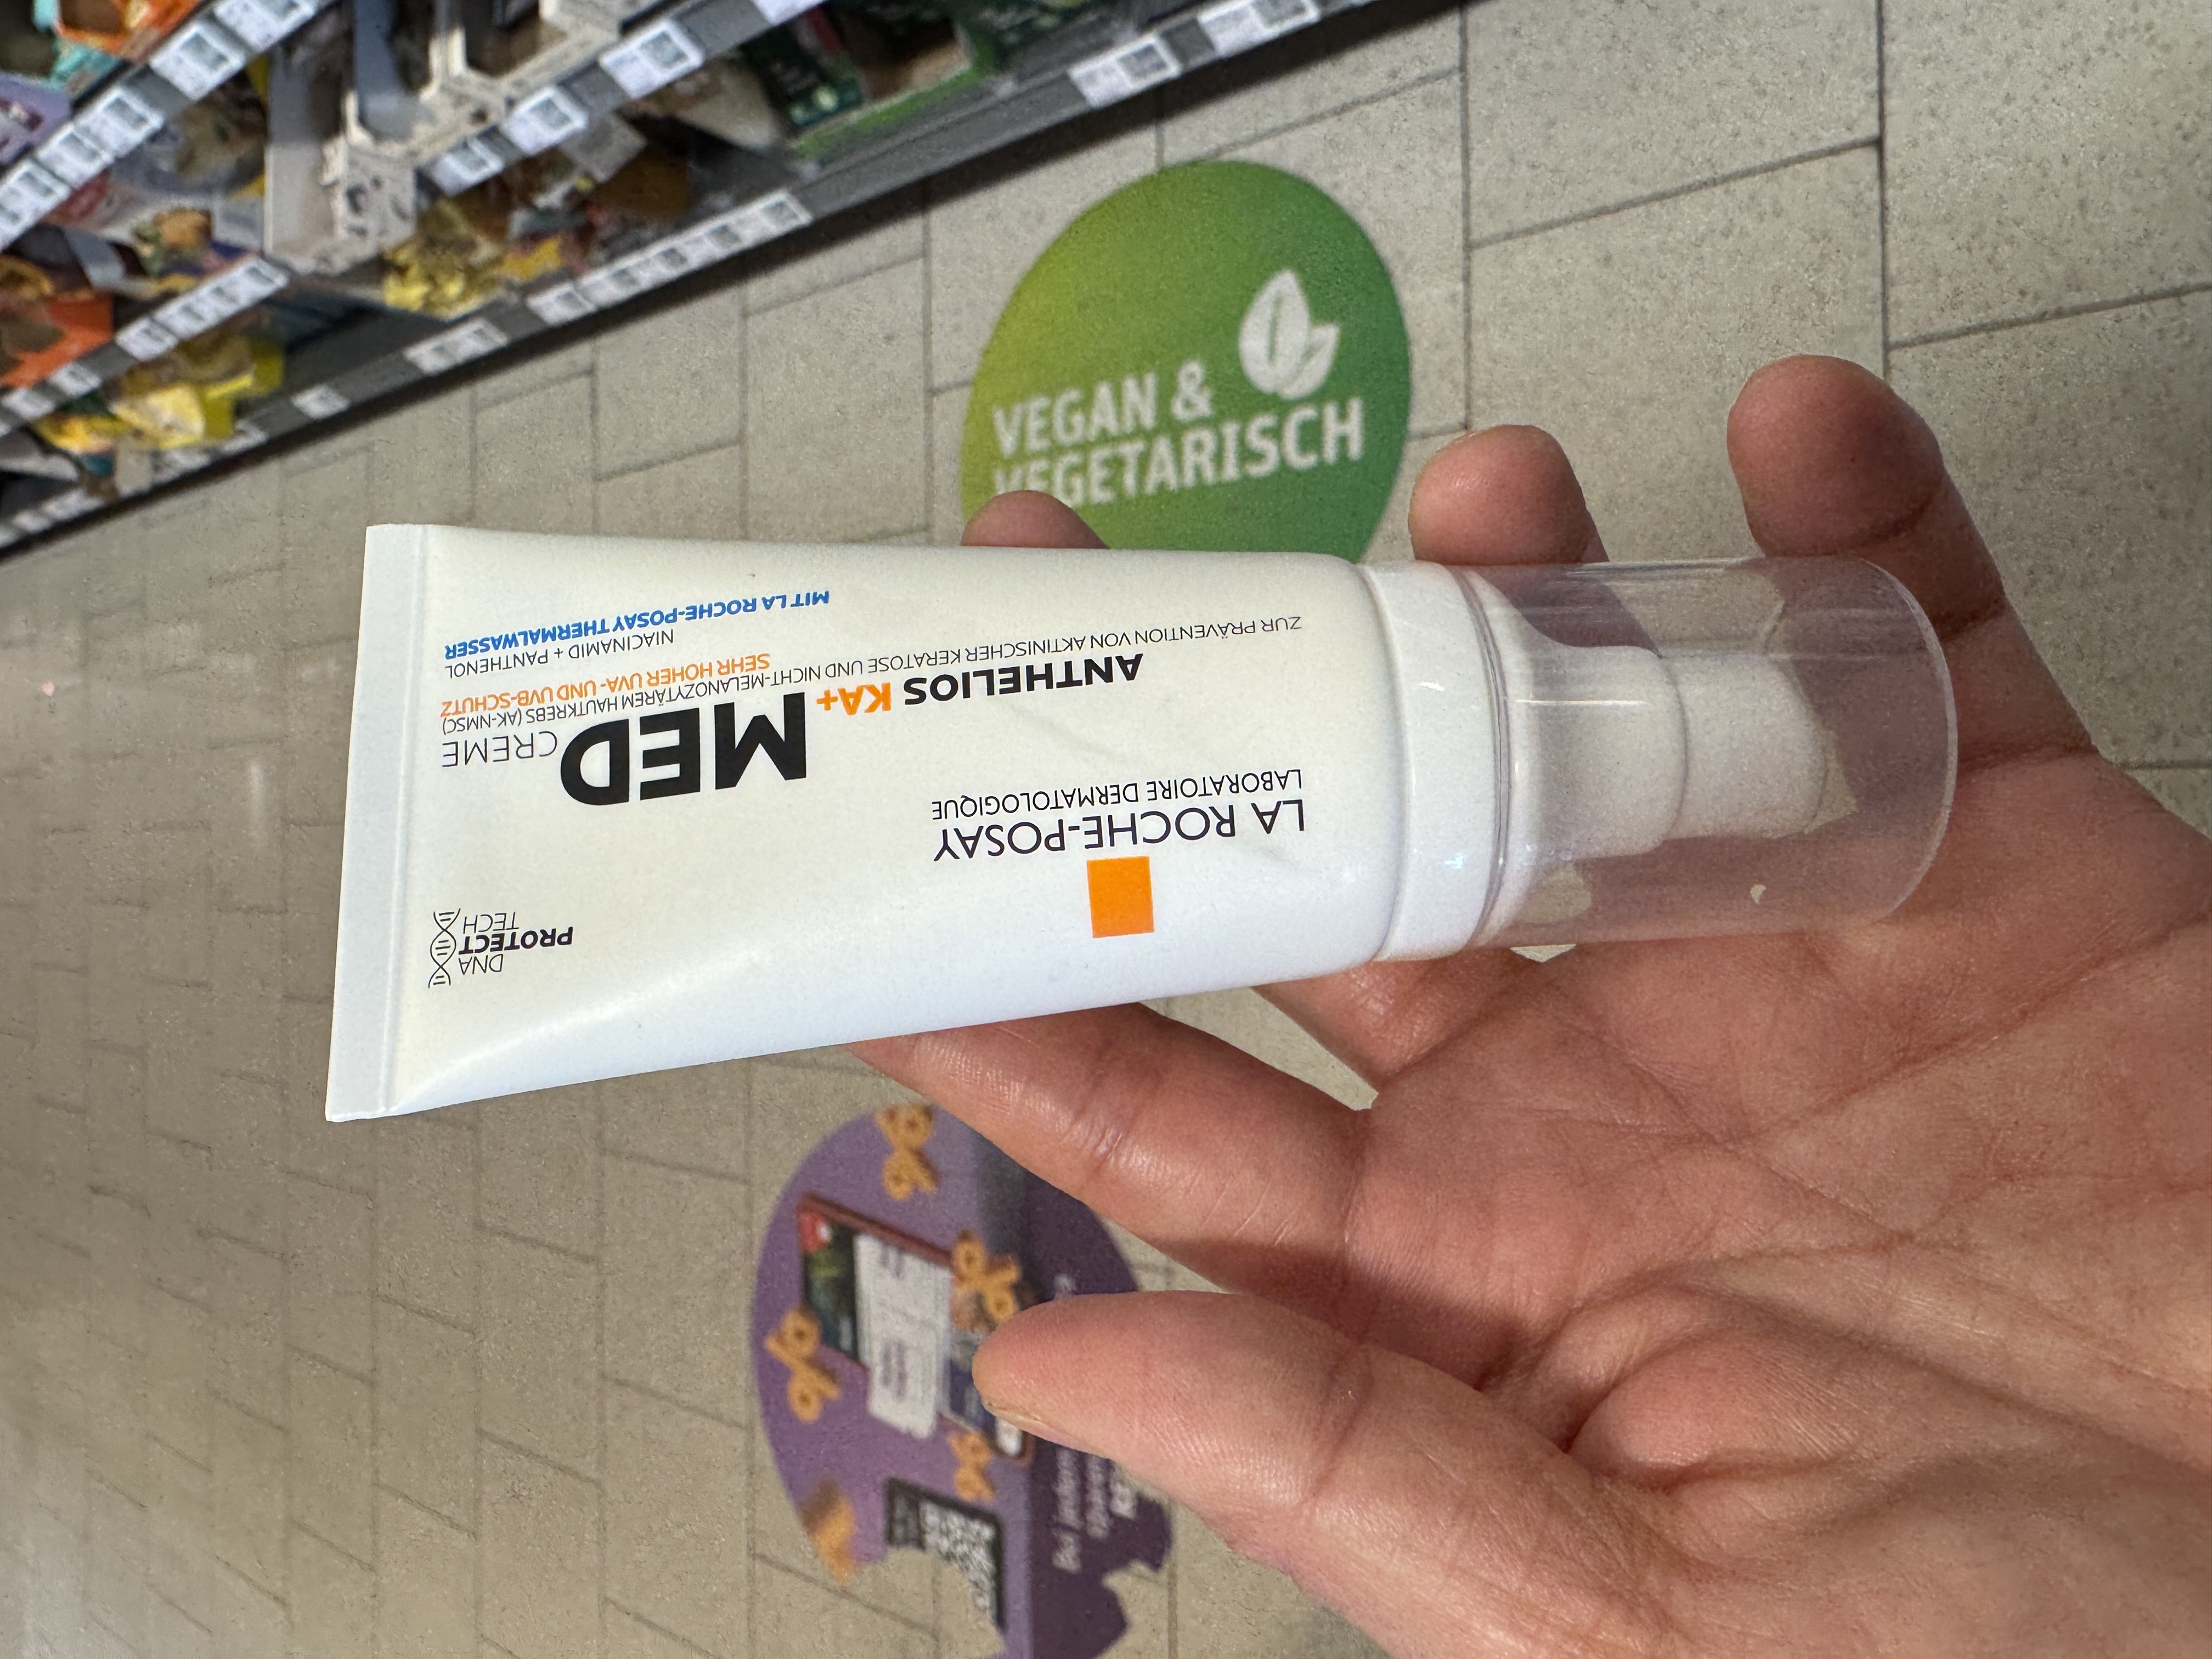 LA ROCHE-POSAY
LABORATOIRE DERMATOLOGIQUE
ANTHELIOS KA+
MED CREME
ZUR PRÄVENTION VON AKTINISCHER KERATOSE UND NICHT-MELANOZYTÄREM HAUTKREBS (AK-NMSC)
SEHR HOHER UVA- UND UVB-SCHUTZ
NIACINAMID + PANTHENOL
MIT LA ROCHE-POSAY THERMALWASSER
DNA
PROTECT
TECH
VEGAN &
VEGETARISCH